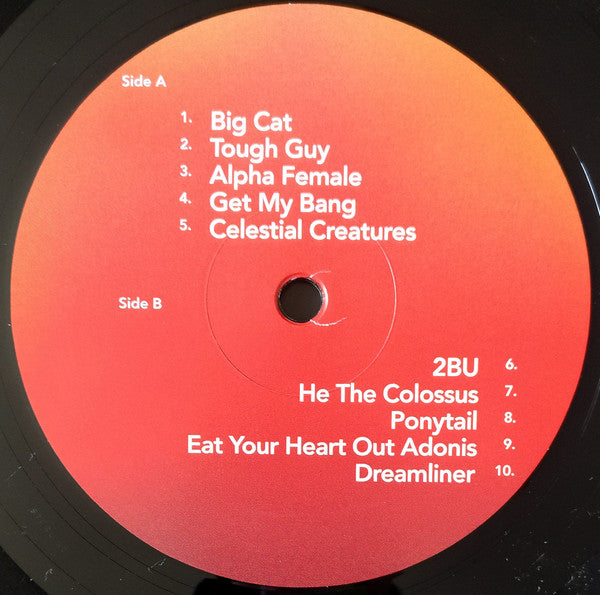 Side A
1. Big Cat
2. Tough Guy
3. Alpha Female
4. Get My Bang
5. Celestial Creatures
Side B
2BU 6.
He The Colossus 7.
Ponytail 8.
Eat Your Heart Out Adonis 9.
Dreamliner 10.